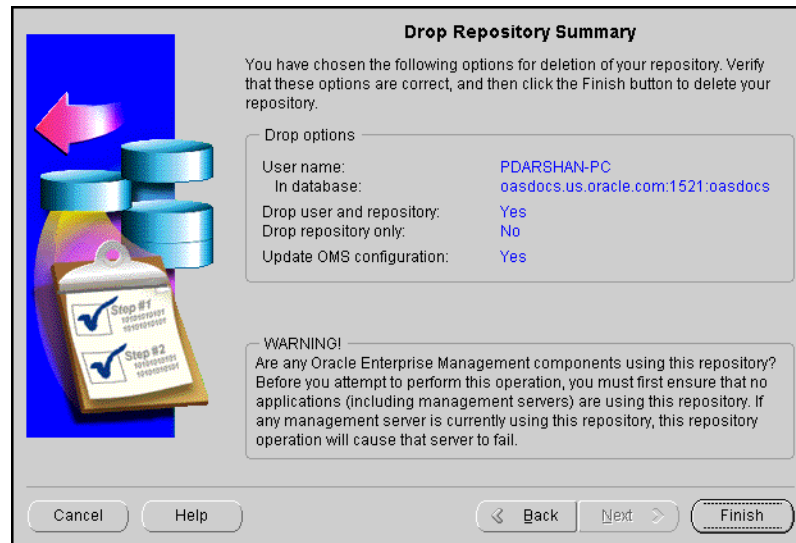 Drop Repository Summary
You have chosen the following options for deletion of your repository. Verify
that these options are correct, and then click the Finish button to delete your
repository.
Drop options
User name: PDARSHAN-PC
In database: oasdocs.us.oracle.com:1521:oasdocs
Drop user and repository: Yes
Drop repository only: No
Update OMS configuration: Yes
Step #1
10101010101
10101010101
Step #2
10101010101
10101010101
WARNING!
Are any Oracle Enterprise Management components using this repository?
Before you attempt to perform this operation, you must first ensure that no
applications (including management servers) are using this repository. If
any management server is currently using this repository, this repository
operation will cause that server to fail.
Cancel Help Back Next Finish